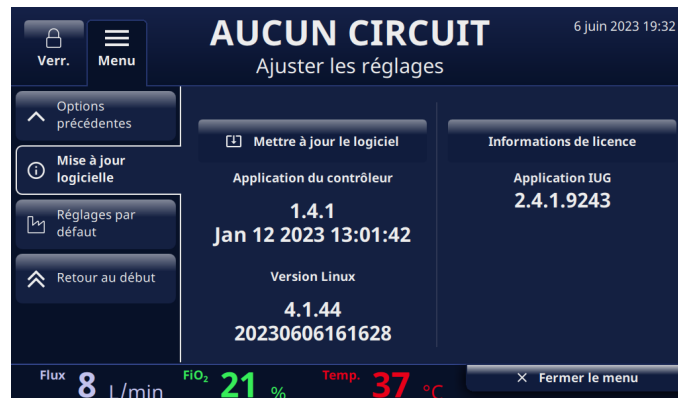 Verr.
Menu
AUCUN CIRCUIT
Ajuster les réglages
6 juin 2023 19:32
Options
précédentes
Mise à jour
logicielle
Réglages par
défaut
Retour au début
Mettre à jour le logiciel
Application du contrôleur
1.4.1
Jan 12 2023 13:01:42
Version Linux
4.1.44
20230606161628
Informations de licence
Application IUG
2.4.1.9243
Flux 8 L/min
FiO₂ 21 %
Temp. 37 °C
Fermer le menu